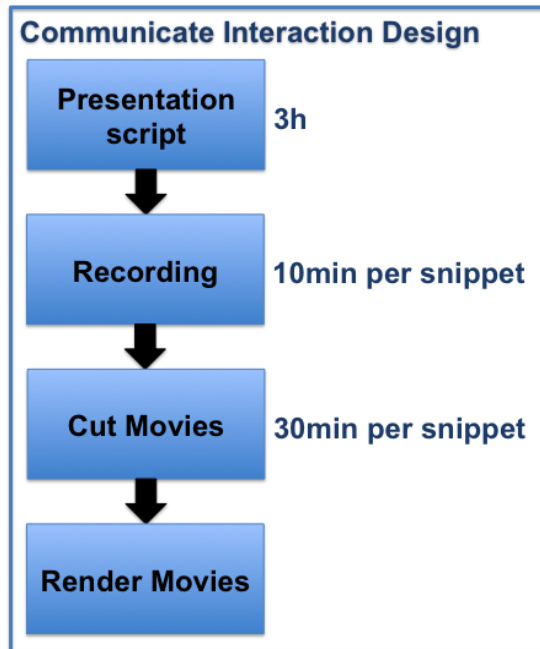 Communicate Interaction Design
Presentation
script
3h
Recording
10min per snippet
Cut Movies
30min per snippet
Render Movies